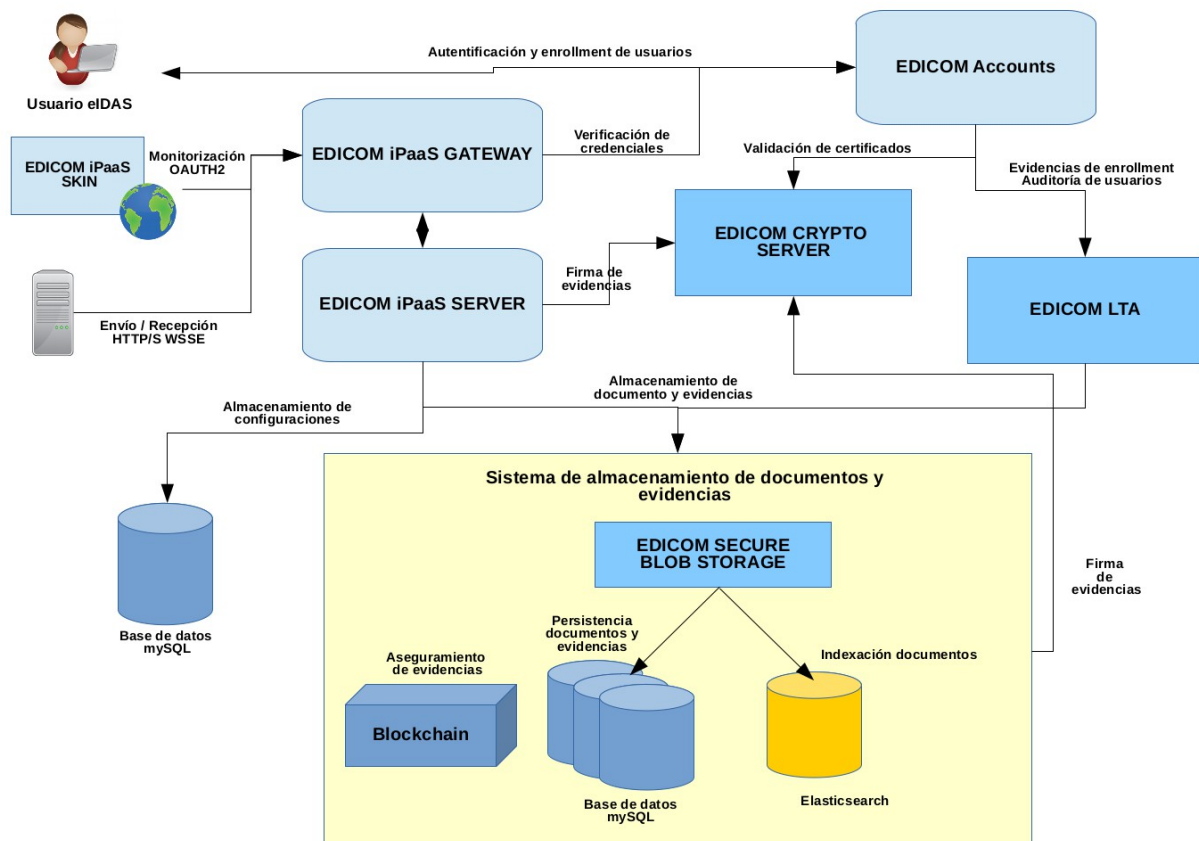 Autentificación y enrollment de usuarios
EDICOM Accounts
Usuario eIDAS
EDICOM iPaaS
SKIN
Monitorización
OAUTH2
EDICOM iPaaS GATEWAY
Verificación de
credenciales
Validación de certificados
Evidencias de enrollment
Auditoría de usuarios
EDICOM CRYPTO
SERVER
EDICOM iPaaS SERVER
Firma de
evidencias
EDICOM LTA
Envío / Recepción
HTTP/S WSSE
Almacenamiento de
configuraciones
Almacenamiento de
documento y evidencias
Sistema de almacenamiento de documentos y
evidencias
EDICOM SECURE
BLOB STORAGE
Firma
de
evidencias
Base de datos
mySQL
Persistencia
documentos y
evidencias
Indexación documentos
Aseguramiento
de evidencias
Blockchain
Base de datos
mySQL
Elasticsearch